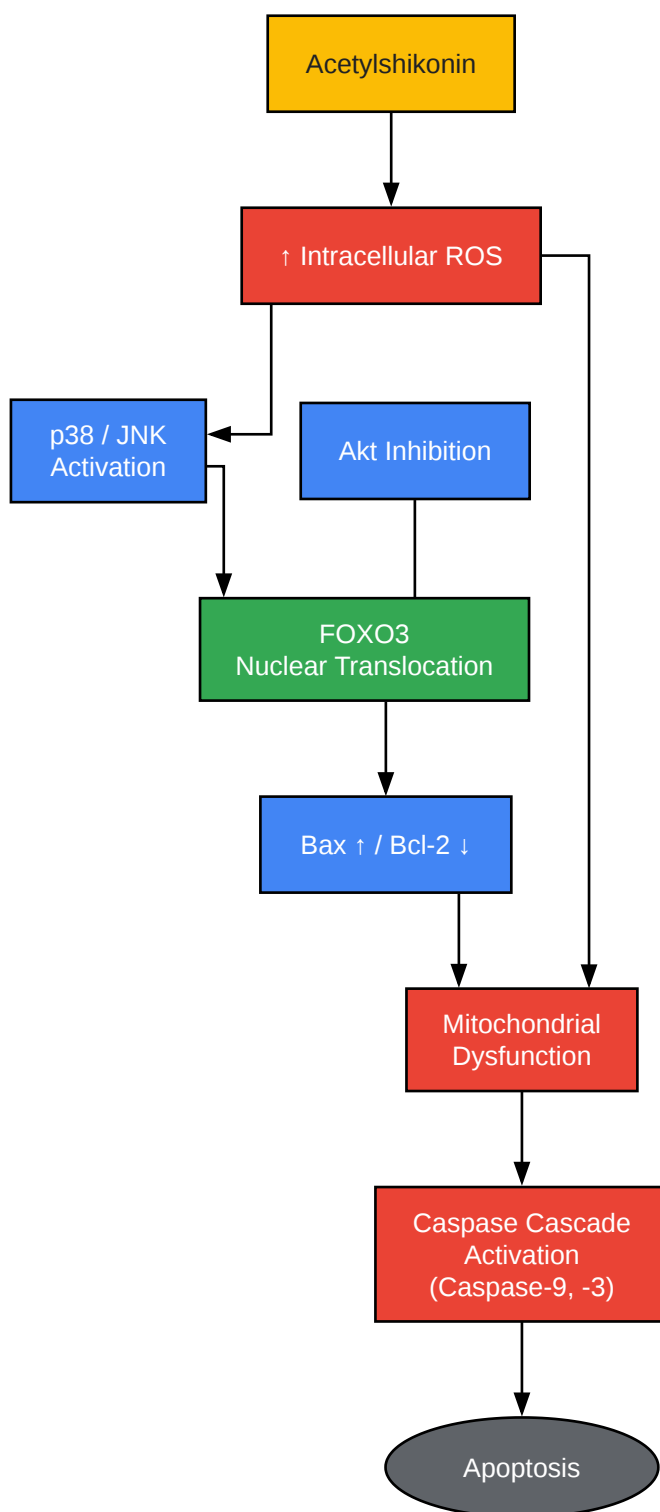 Acetylshikonin
↑ Intracellular ROS
p38 / JNK
Activation
Akt Inhibition
FOXO3
Nuclear Translocation
Bax ↑ / Bcl-2 ↓
Mitochondrial
Dysfunction
Caspase Cascade
Activation
(Caspase-9, -3)
Apoptosis